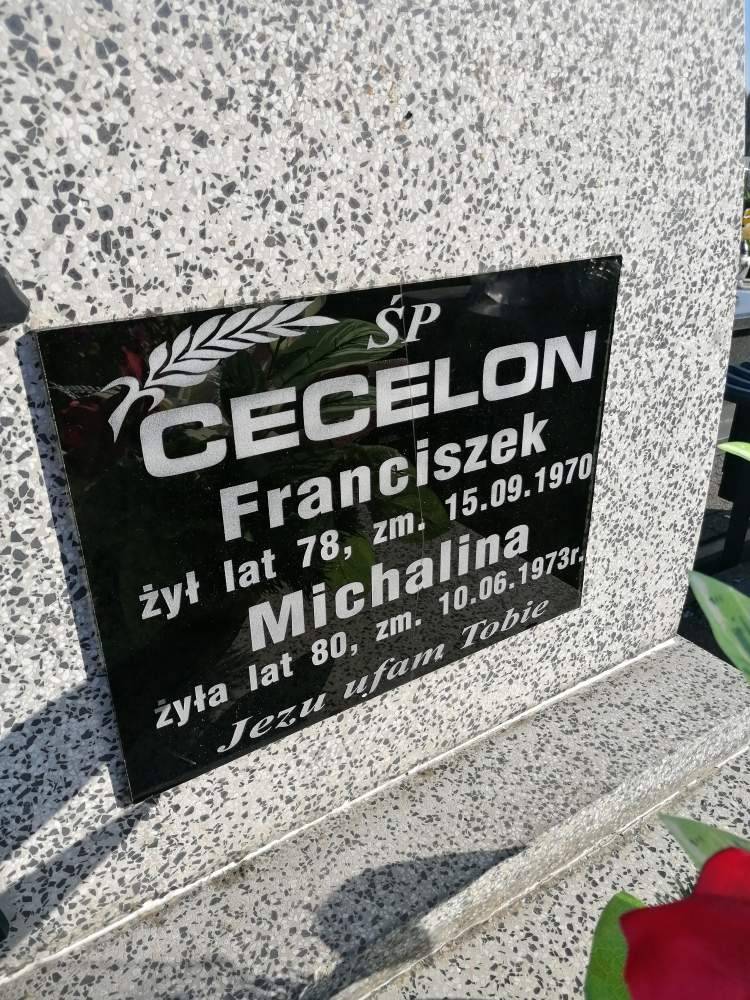 ŚP
CECELON
Franciszek
żył lat 78, zm. 15.09.1970
Michalina
żyła lat 80, zm. 10.06.1973r.
Jezu ufam Tobie